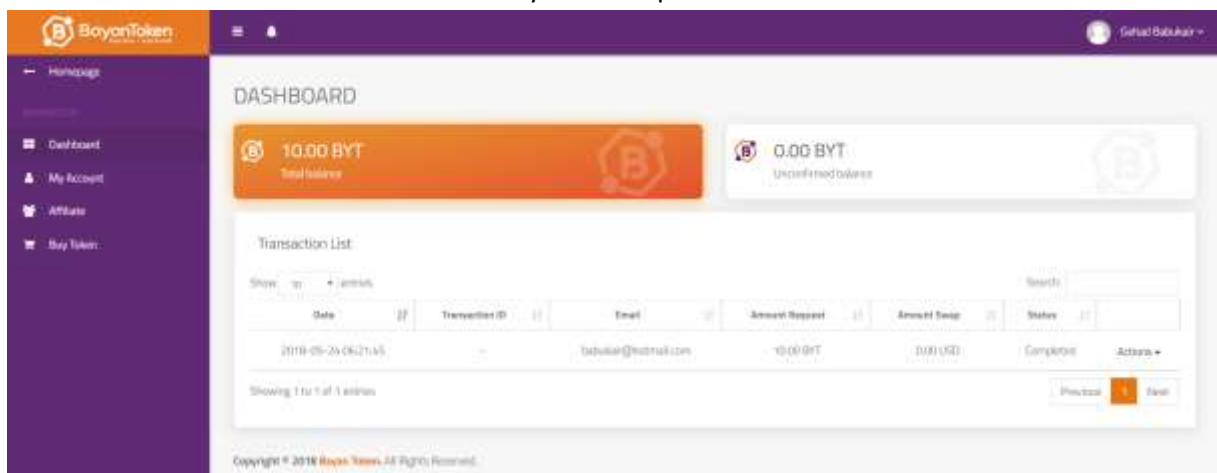 BayanToken
Gehad Babukair
Homepage
DASHBOARD
Dashboard
10.00 BYT
Total balance
0.00 BYT
Unconfirmed balance
My Account
Affiliate
Buy Token
Transaction List
Show 10 entries
Search:
Date Transaction ID Email Amount Request Amount Swap Status
2018-05-24 06:21:45 - babukair@hotmail.com 10.00 BYT 0.00 USD Completed Actions
Showing 1 to 1 of 1 entries
Previous 1 Next
Copyright © 2018 Bayan Token. All Rights Reserved.